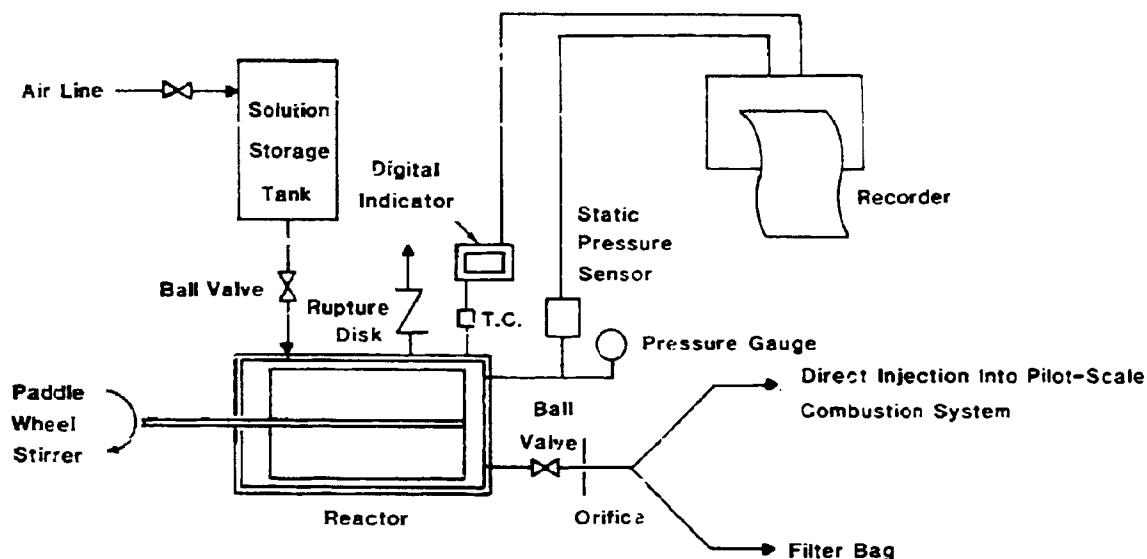 Air Line
Solution
Storage
Tank
Digital
Indicator
Static
Pressure
Sensor
Recorder
Ball Valve
Rupture
Disk
T.C.
Pressure Gauge
Paddle
Wheel
Stirrer
Ball
Valve
Direct Injection Into Pilot-Scale
Combustion System
Reactor
Orifice
Filter Bag